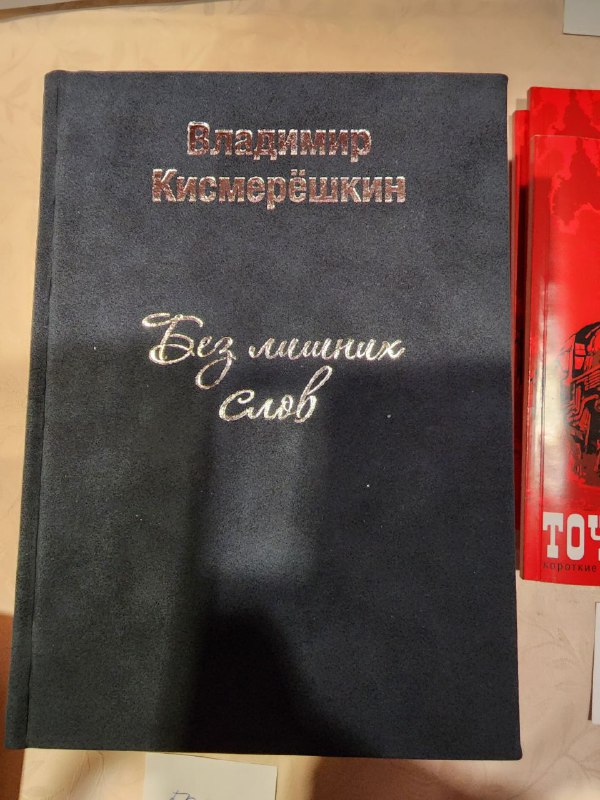 Владимир
Кисмерёшкин
Без лишних
слов
ТОЧ
короткие